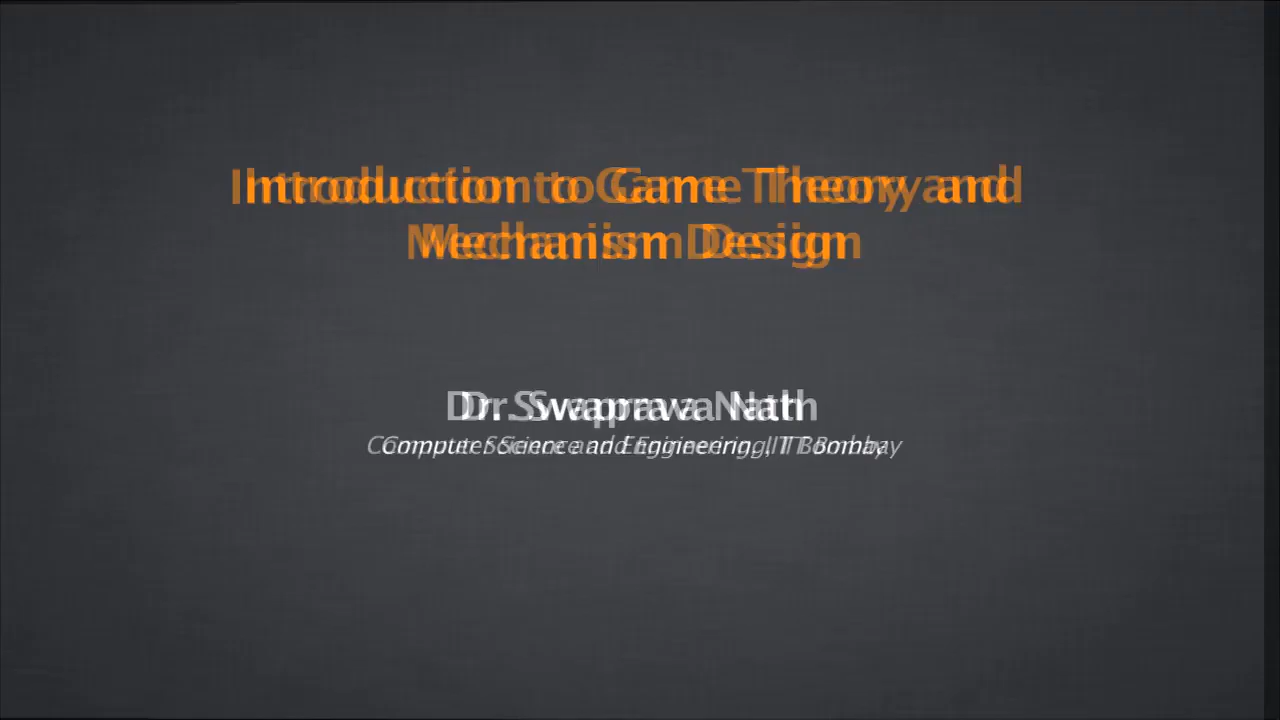 Introduction to Game Theory and
Mechanism Design
Dr. Swaprava Nath
Computer Science and Engineering, IIT Bombay